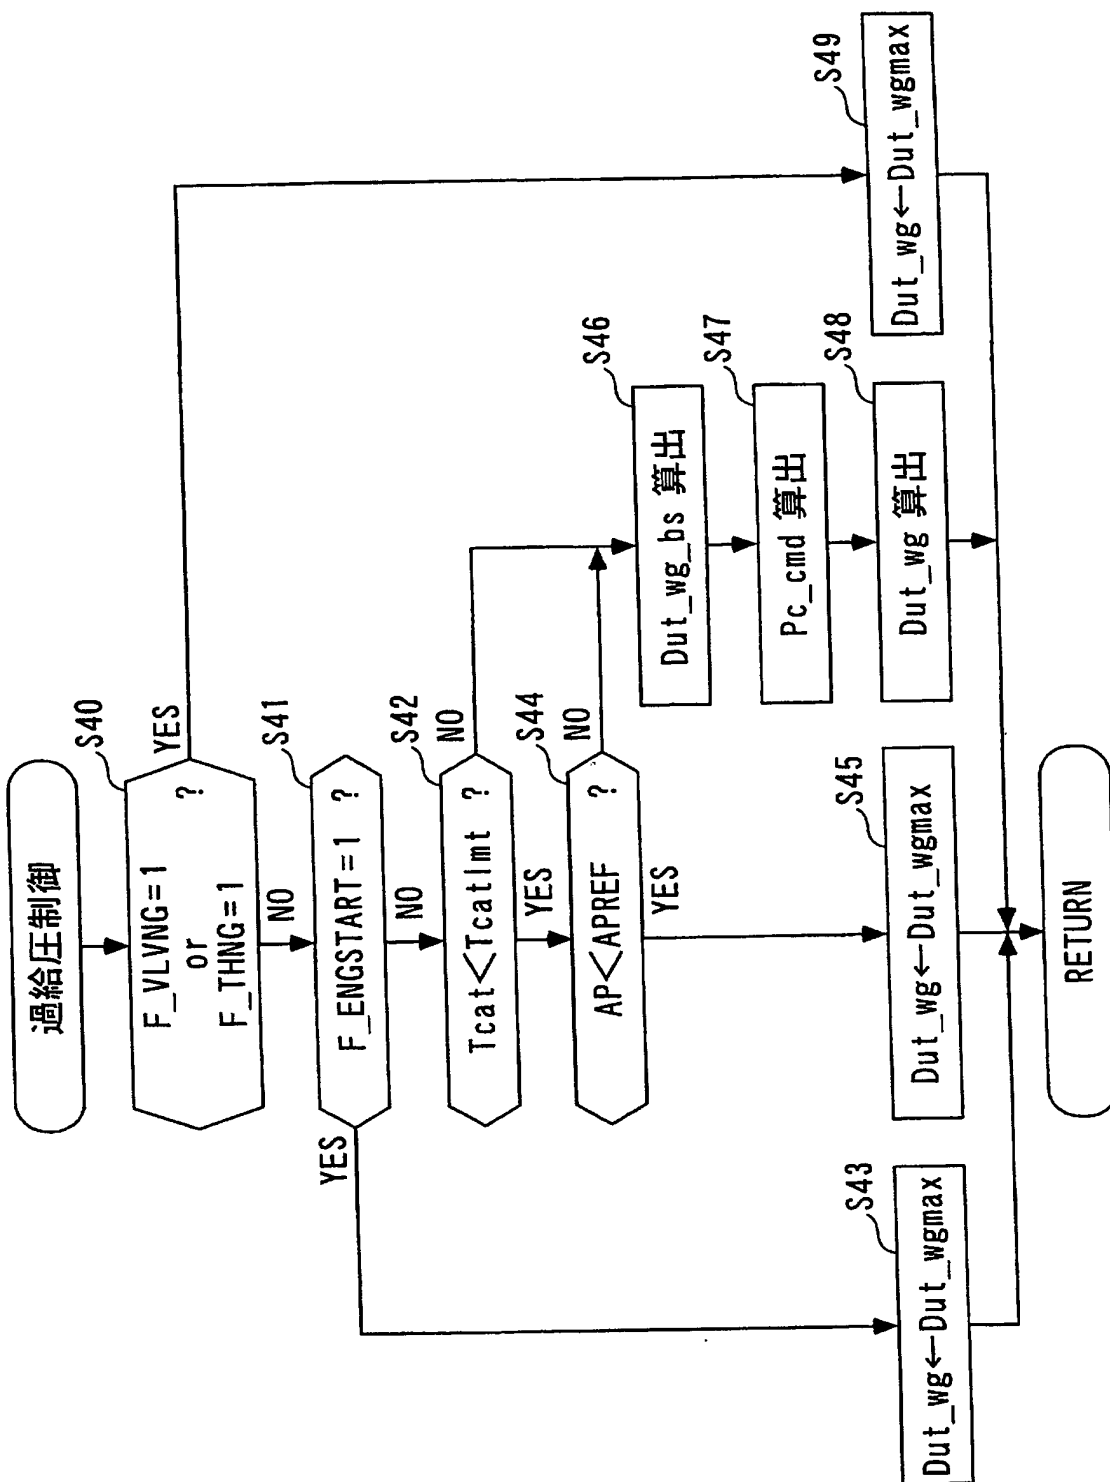 過給圧制御
S40
F_VLVNG=1
or
F_THNG=1
?
YES
NO
S41
F_ENGSTART=1 ?
YES
NO
S42
Tcat<Tcatlmt ?
NO
YES
S44
AP<APREF ?
NO
YES
S46
Dut_wg_bs 算出
S47
Pc_cmd 算出
S48
Dut_wg 算出
S43
Dut_wg←Dut_wgmax
S45
Dut_wg←Dut_wgmax
S49
Dut_wg←Dut_wgmax
RETURN